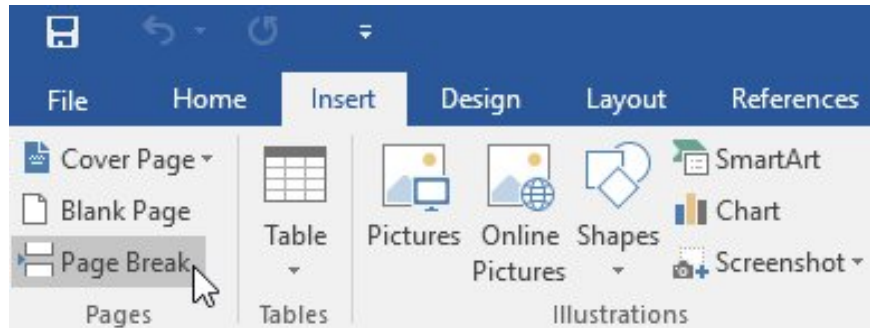 File Home Insert Design Layout References
Cover Page
Blank Page
Page Break
Pages
Table
Tables
Pictures
Online
Pictures
Shapes
SmartArt
Chart
Screenshot
Illustrations